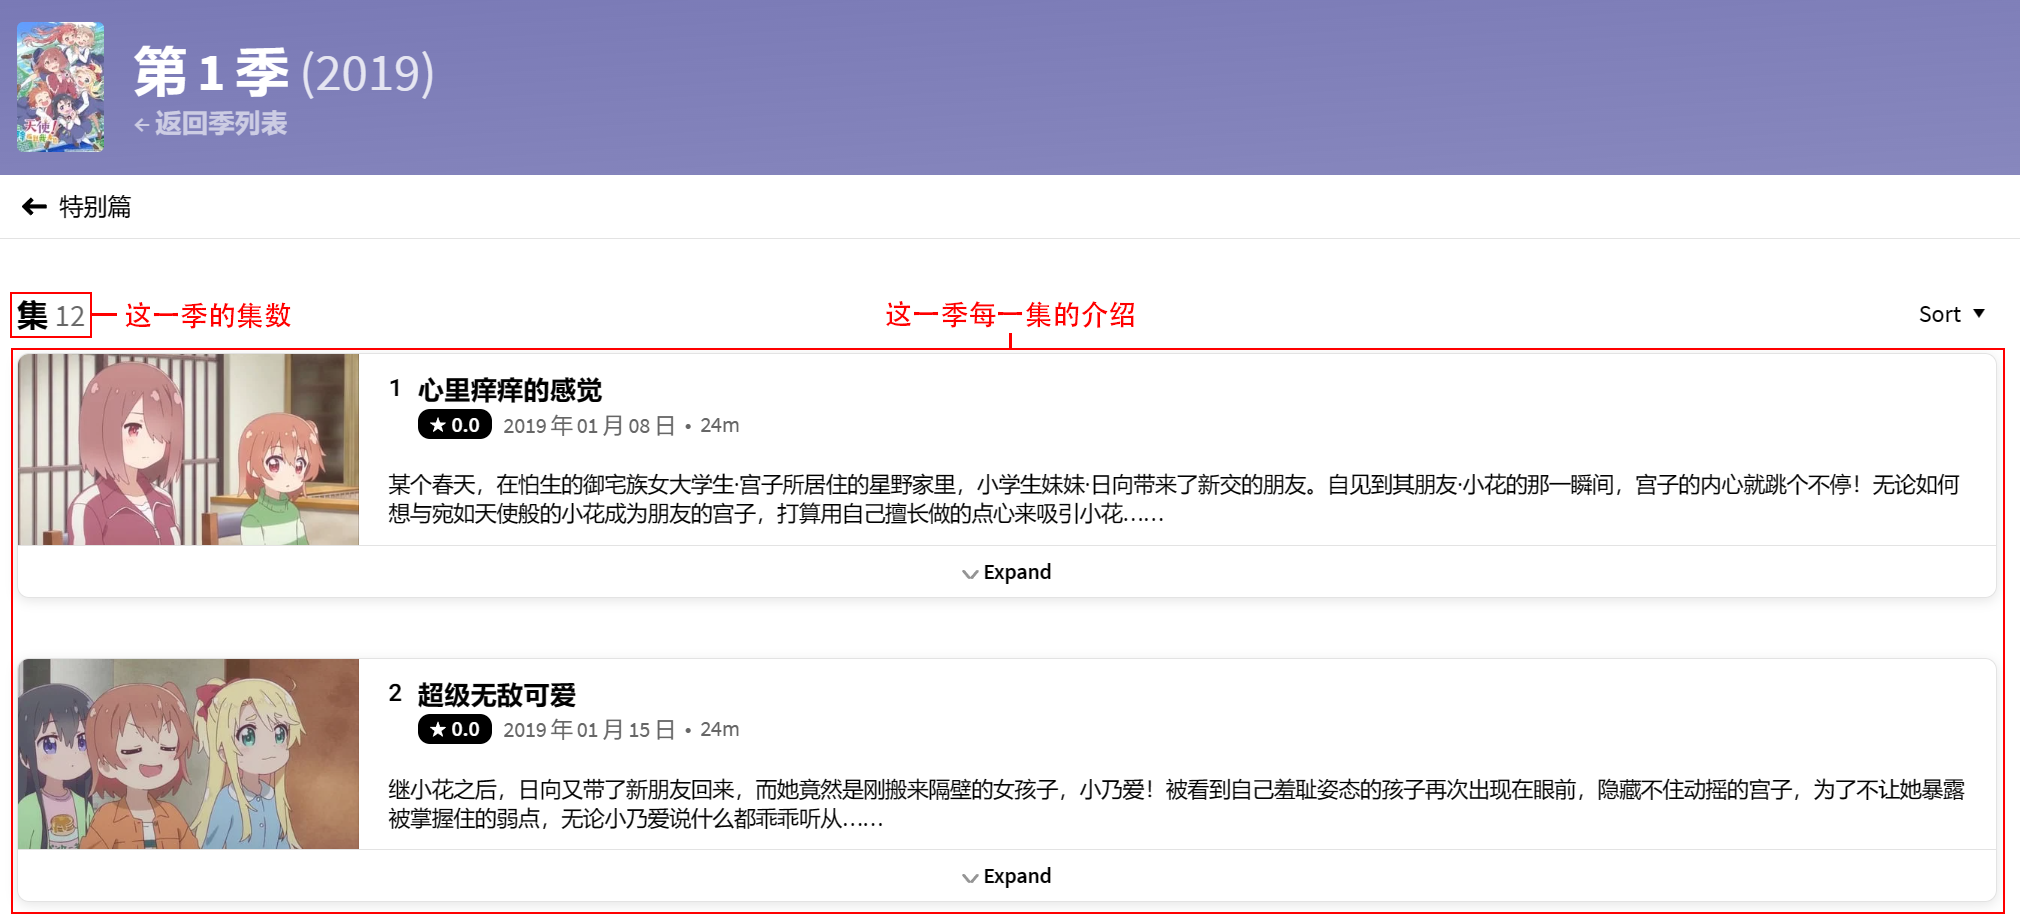 天使!
第 1 季 (2019)
← 返回季列表
← 特别篇
集 12
这一季的集数
这一季每一集的介绍
Sort ▼
1 心里痒痒的感觉
★ 0.0 2019 年 01 月 08 日 • 24m
某个春天，在怕生的御宅族女大学生·宫子所居住的星野家里，小学生妹妹·日向带来了新交的朋友。自见到其朋友·小花的那一瞬间，宫子的内心就跳个不停！无论如何
想与宛如天使般的小花成为朋友的宫子，打算用自己擅长做的点心来吸引小花……
Expand
2 超级无敌可爱
★ 0.0 2019 年 01 月 15 日 • 24m
继小花之后，日向又带了新朋友回来，而她竟然是刚搬来隔壁的女孩子，小乃爱！被看到自己羞耻姿态的孩子再次出现在眼前，隐藏不住动摇的宫子，为了不让她暴露
被掌握住的弱点，无论小乃爱说什么都乖乖听从……
Expand